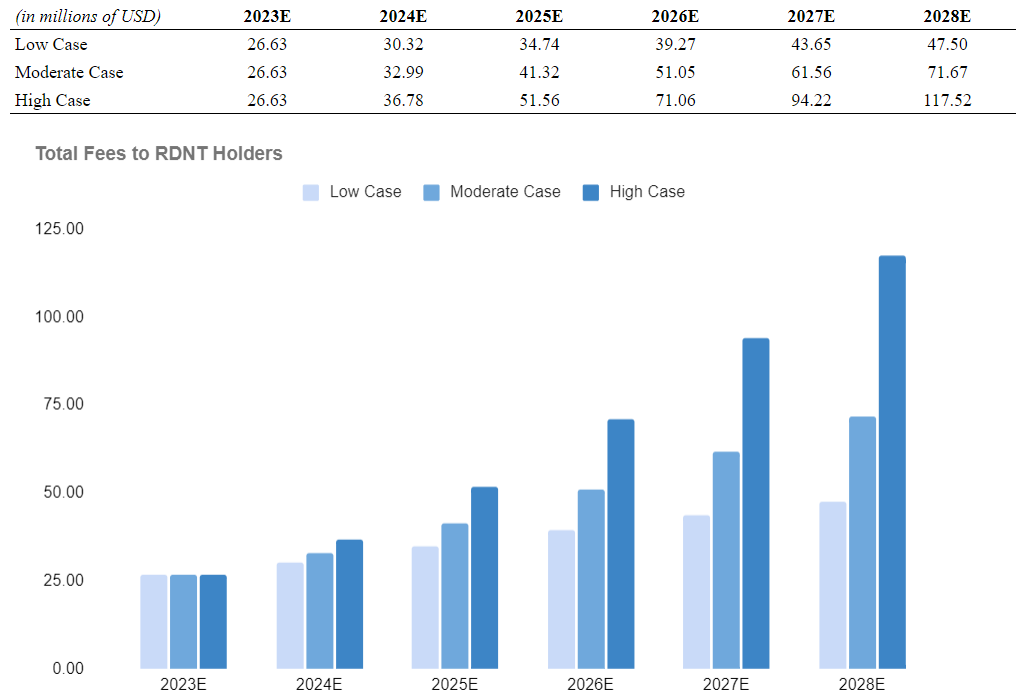 (in millions of USD) 2023E 2024E 2025E 2026E 2027E 2028E
Low Case 26.63 30.32 34.74 39.27 43.65 47.50
Moderate Case 26.63 32.99 41.32 51.05 61.56 71.67
High Case 26.63 36.78 51.56 71.06 94.22 117.52
Total Fees to RDNT Holders
Low Case Moderate Case High Case
125.00
100.00
75.00
50.00
25.00
0.00
2023E 2024E 2025E 2026E 2027E 2028E